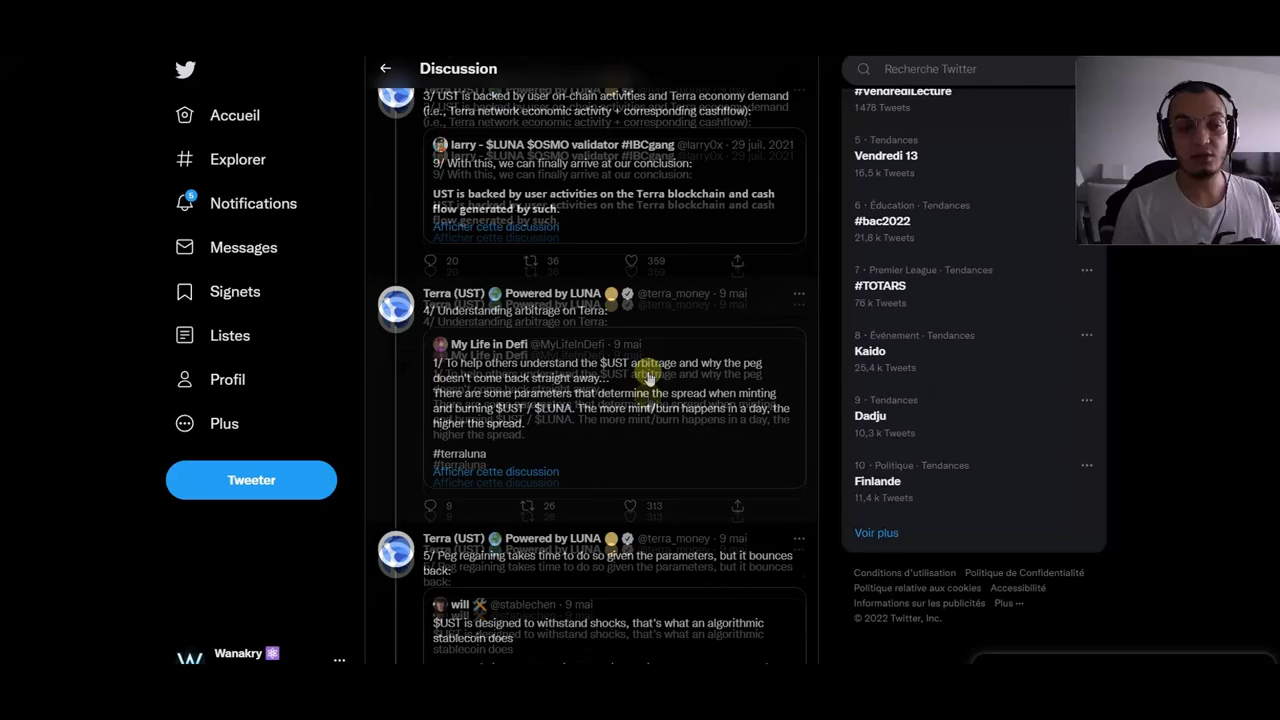 Accueil
Explorer
5
Notifications
Messages
Signets
Listes
Profil
Plus
Tweeter
Wanakry
Discussion
3/ UST is backed by user on-chain activities and Terra economy demand
(i.e., Terra network economic activity + corresponding cashflow):
larry - $LUNA $OSMO validator #IBCgang @larry0x · 29 juil. 2021
9/ With this, we can finally arrive at our conclusion:
UST is backed by user activities on the Terra blockchain and cash
flow generated by such.
Afficher cette discussion
20 36 359
Terra (UST) Powered by LUNA @terra_money · 9 mai
4/ Understanding arbitrage on Terra:
My Life in Defi @MyLifeInDefi · 9 mai
1/ To help others understand the $UST arbitrage and why the peg
doesn't come back straight away...
There are some parameters that determine the spread when minting
and burning $UST / $LUNA. The more mint/burn happens in a day, the
higher the spread.
#terraluna
Afficher cette discussion
9 26 313
Terra (UST) Powered by LUNA @terra_money · 9 mai
5/ Peg regaining takes time to do so given the parameters, but it bounces
back:
will @stablechen · 9 mai
$UST is designed to withstand shocks, that's what an algorithmic
stablecoin does
Recherche Twitter
#VendrediLecture
1 478 Tweets
5 · Tendances
Vendredi 13
16,5 k Tweets
6 · Éducation · Tendances
#bac2022
21,8 k Tweets
7 · Premier League · Tendances
#TOTARS
76 k Tweets
8 · Événement · Tendances
Kaido
25,4 k Tweets
9 · Tendances
Dadju
10,3 k Tweets
10 · Politique · Tendances
Finlande
11,4 k Tweets
Voir plus
Conditions d'utilisation Politique de Confidentialité
Politique relative aux cookies Accessibilité
Informations sur les publicités Plus ···
© 2022 Twitter, Inc.